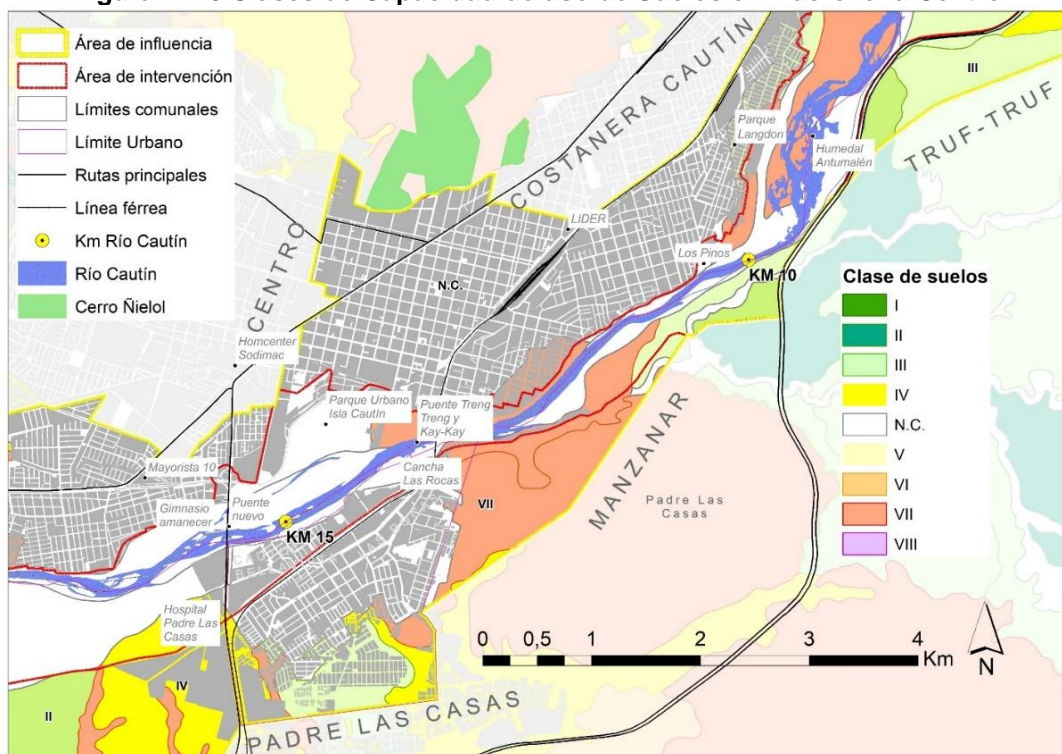 Área de influencia
Área de intervención
Límites comunales
Límite Urbano
Rutas principales
Línea férrea
Km Río Cautín
Río Cautín
Cerro Ñielol
COSTANERA CAUTÍN
CENTRO
TRUF-TRUF
MANZANAR
PADRE LAS CASAS
III
Parque
Langdon
Humedal
Antumalén
LIDER
Los Pinos
KM 10
N.C.
Homcenter
Sodimac
Parque Urbano
Isla Cautín
Puente Treng
Treng y
Kay-Kay
Mayorista 10
Cancha
Las Rocas
Gimnasio
amanecer
Puente
nuevo
KM 15
VII
Padre Las
Casas
Hospital
Padre Las
Casas
IV
II
Clase de suelos
I
II
III
IV
N.C.
V
VI
VII
VIII
0 0,5 1 2 3 4
Km
N